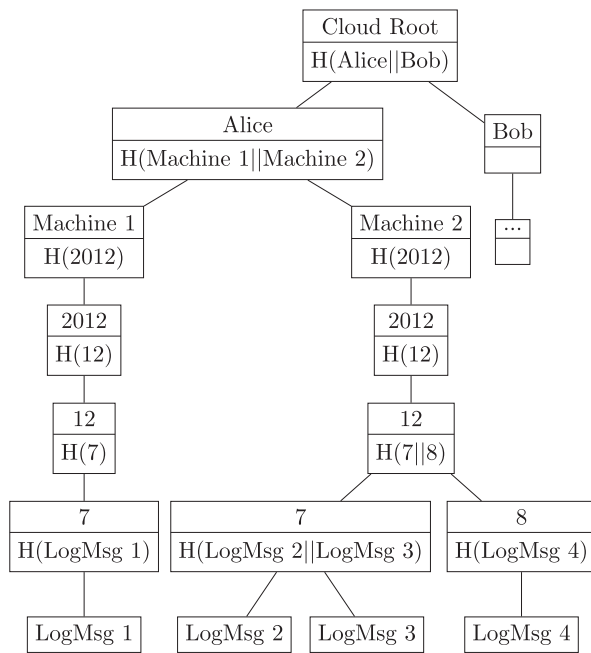 Cloud Root
H(Alice||Bob)
Alice
H(Machine 1||Machine 2)
Bob
Machine 1
H(2012)
Machine 2
H(2012)
...
2012
H(12)
2012
H(12)
12
H(7)
12
H(7||8)
7
H(LogMsg 1)
7
H(LogMsg 2||LogMsg 3)
8
H(LogMsg 4)
LogMsg 1
LogMsg 2
LogMsg 3
LogMsg 4